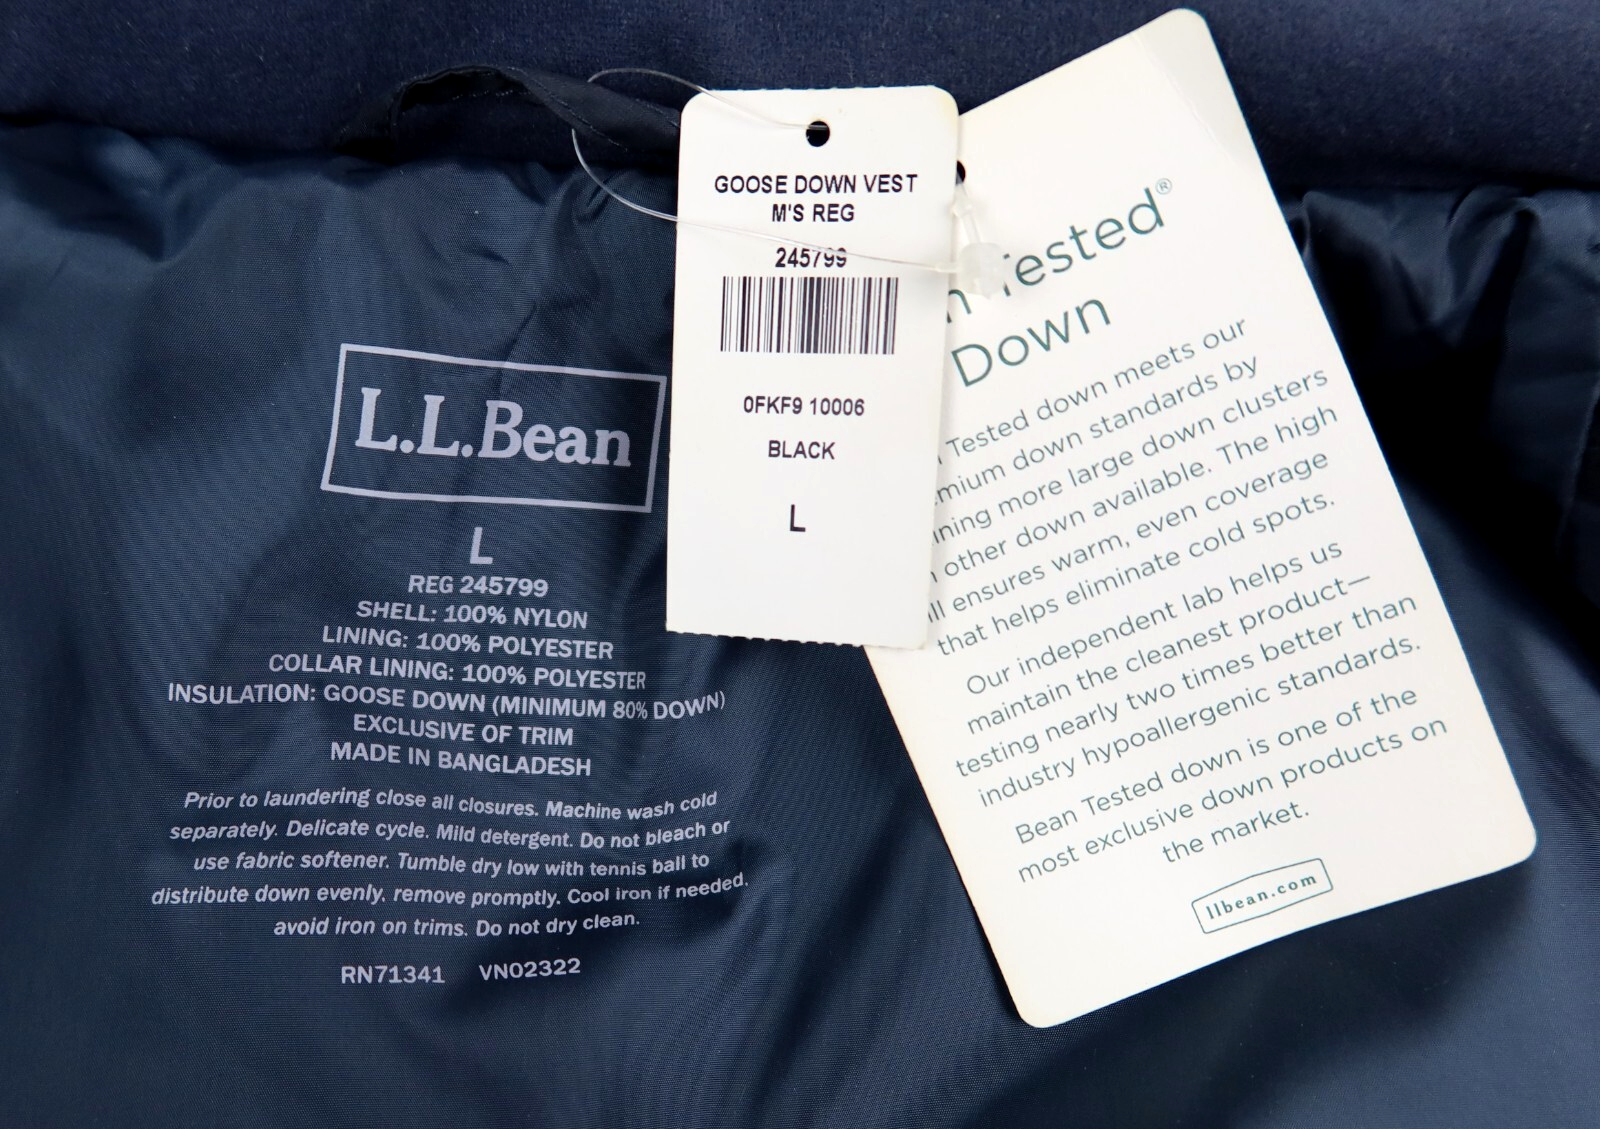 L.L.Bean
L
REG 245799
SHELL: 100% NYLON
LINING: 100% POLYESTER
COLLAR LINING: 100% POLYESTER
INSULATION: GOOSE DOWN (MINIMUM 80% DOWN)
EXCLUSIVE OF TRIM
MADE IN BANGLADESH
Prior to laundering close all closures. Machine wash cold
separately. Delicate cycle. Mild detergent. Do not bleach or
use fabric softener. Tumble dry low with tennis ball to
distribute down evenly, remove promptly. Cool iron if needed,
avoid iron on trims. Do not dry clean.
RN71341 VN02322
GOOSE DOWN VEST
M'S REG
245799
0FKF9 10006
BLACK
L
Tested®
Down
Tested down meets our
down standards by
more large down clusters
other down available. The high
ensures warm, even coverage
that helps eliminate cold spots.
Our independent lab helps us
maintain the cleanest product—
testing nearly two times better than
industry hypoallergenic standards.
Bean Tested down is one of the
most exclusive down products on
the market.
llbean.com